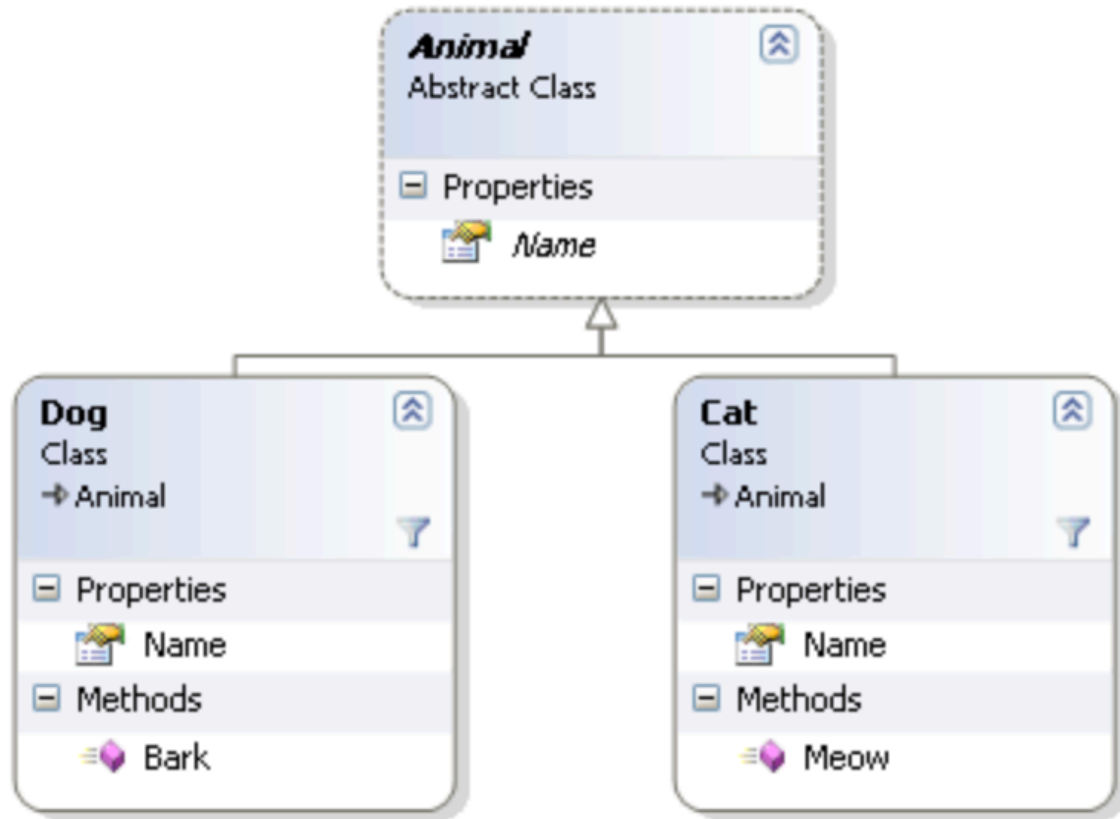 Animal
Abstract Class
Properties
Name
Dog
Class
Animal
Properties
Name
Methods
Bark
Cat
Class
Animal
Properties
Name
Methods
Meow